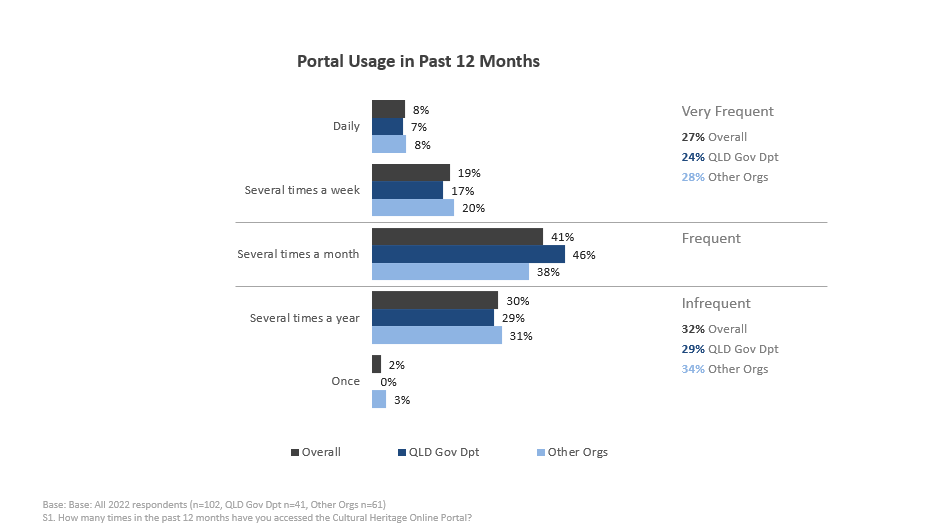 Portal Usage in Past 12 Months
Daily
8%
7%
8%
Very Frequent
27% Overall
24% QLD Gov Dpt
28% Other Orgs
Several times a week
19%
17%
20%
Several times a month
41%
46%
38%
Frequent
Several times a year
30%
29%
31%
Infrequent
32% Overall
29% QLD Gov Dpt
34% Other Orgs
Once
2%
0%
3%
Overall QLD Gov Dpt Other Orgs
Base: Base: All 2022 respondents (n=102, QLD Gov Dpt n=41, Other Orgs n=61)
S1. How many times in the past 12 months have you accessed the Cultural Heritage Online Portal?